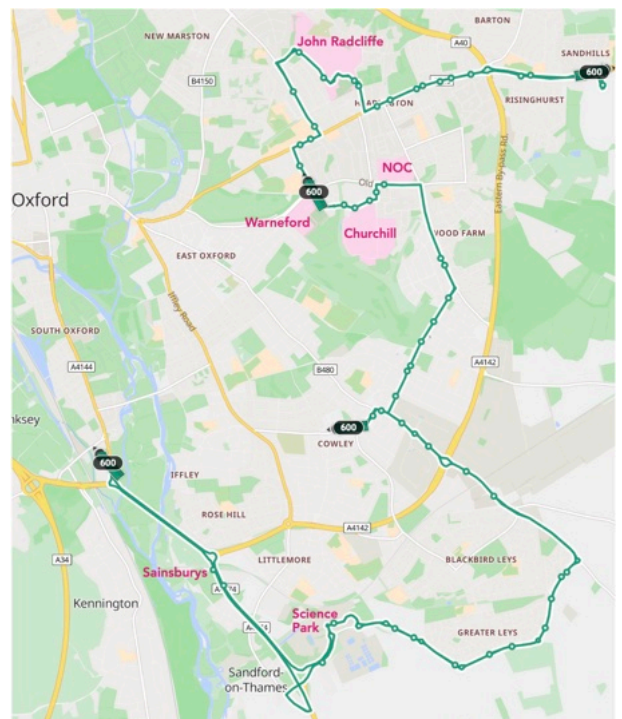 BARTON
NEW MARSTON
John Radcliffe
A40
SANDHILLS
600
B4150
RISINGHURST
NOC
Old
600
Eastern By-pass Rd.
Oxford
Warneford
Churchill
WOOD FARM
EAST OXFORD
Iffley Road
SOUTH OXFORD
A4144
B480
A4142
nksey
600
COWLEY
600
IFFLEY
ROSE HILL
A4142
A34
LITTLEMORE
BLACKBIRD LEYS
Sainsburys
Kennington
Science
Park
GREATER LEYS
Sandford-
on-Thames